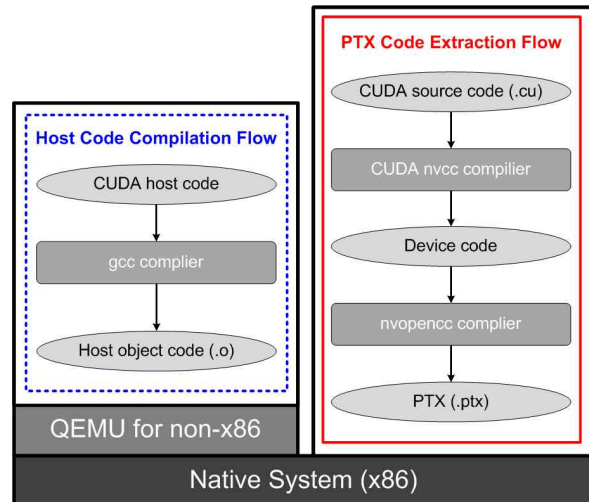 PTX Code Extraction Flow
CUDA source code (.cu)
CUDA nvcc compilier
Device code
nvopencc complier
PTX (.ptx)
Host Code Compilation Flow
CUDA host code
gcc complier
Host object code (.o)
QEMU for non-x86
Native System (x86)